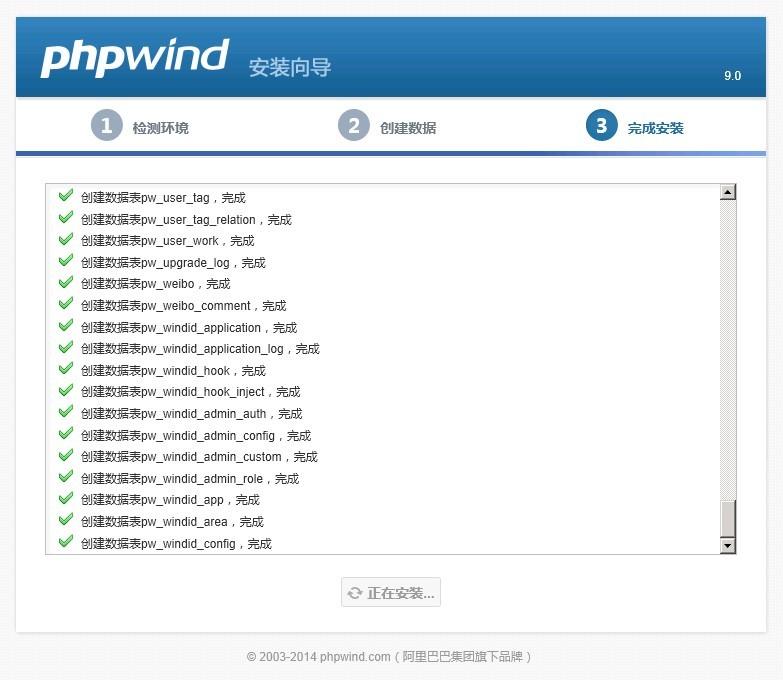 phpwind 安装向导
9.0
1 检测环境 2 创建数据 3 完成安装
创建数据表pw_user_tag，完成
创建数据表pw_user_tag_relation，完成
创建数据表pw_user_work，完成
创建数据表pw_upgrade_log，完成
创建数据表pw_weibo，完成
创建数据表pw_weibo_comment，完成
创建数据表pw_windid_application，完成
创建数据表pw_windid_application_log，完成
创建数据表pw_windid_hook，完成
创建数据表pw_windid_hook_inject，完成
创建数据表pw_windid_admin_auth，完成
创建数据表pw_windid_admin_config，完成
创建数据表pw_windid_admin_custom，完成
创建数据表pw_windid_admin_role，完成
创建数据表pw_windid_app，完成
创建数据表pw_windid_area，完成
创建数据表pw_windid_config，完成
正在安装...
© 2003-2014 phpwind.com（阿里巴巴集团旗下品牌）